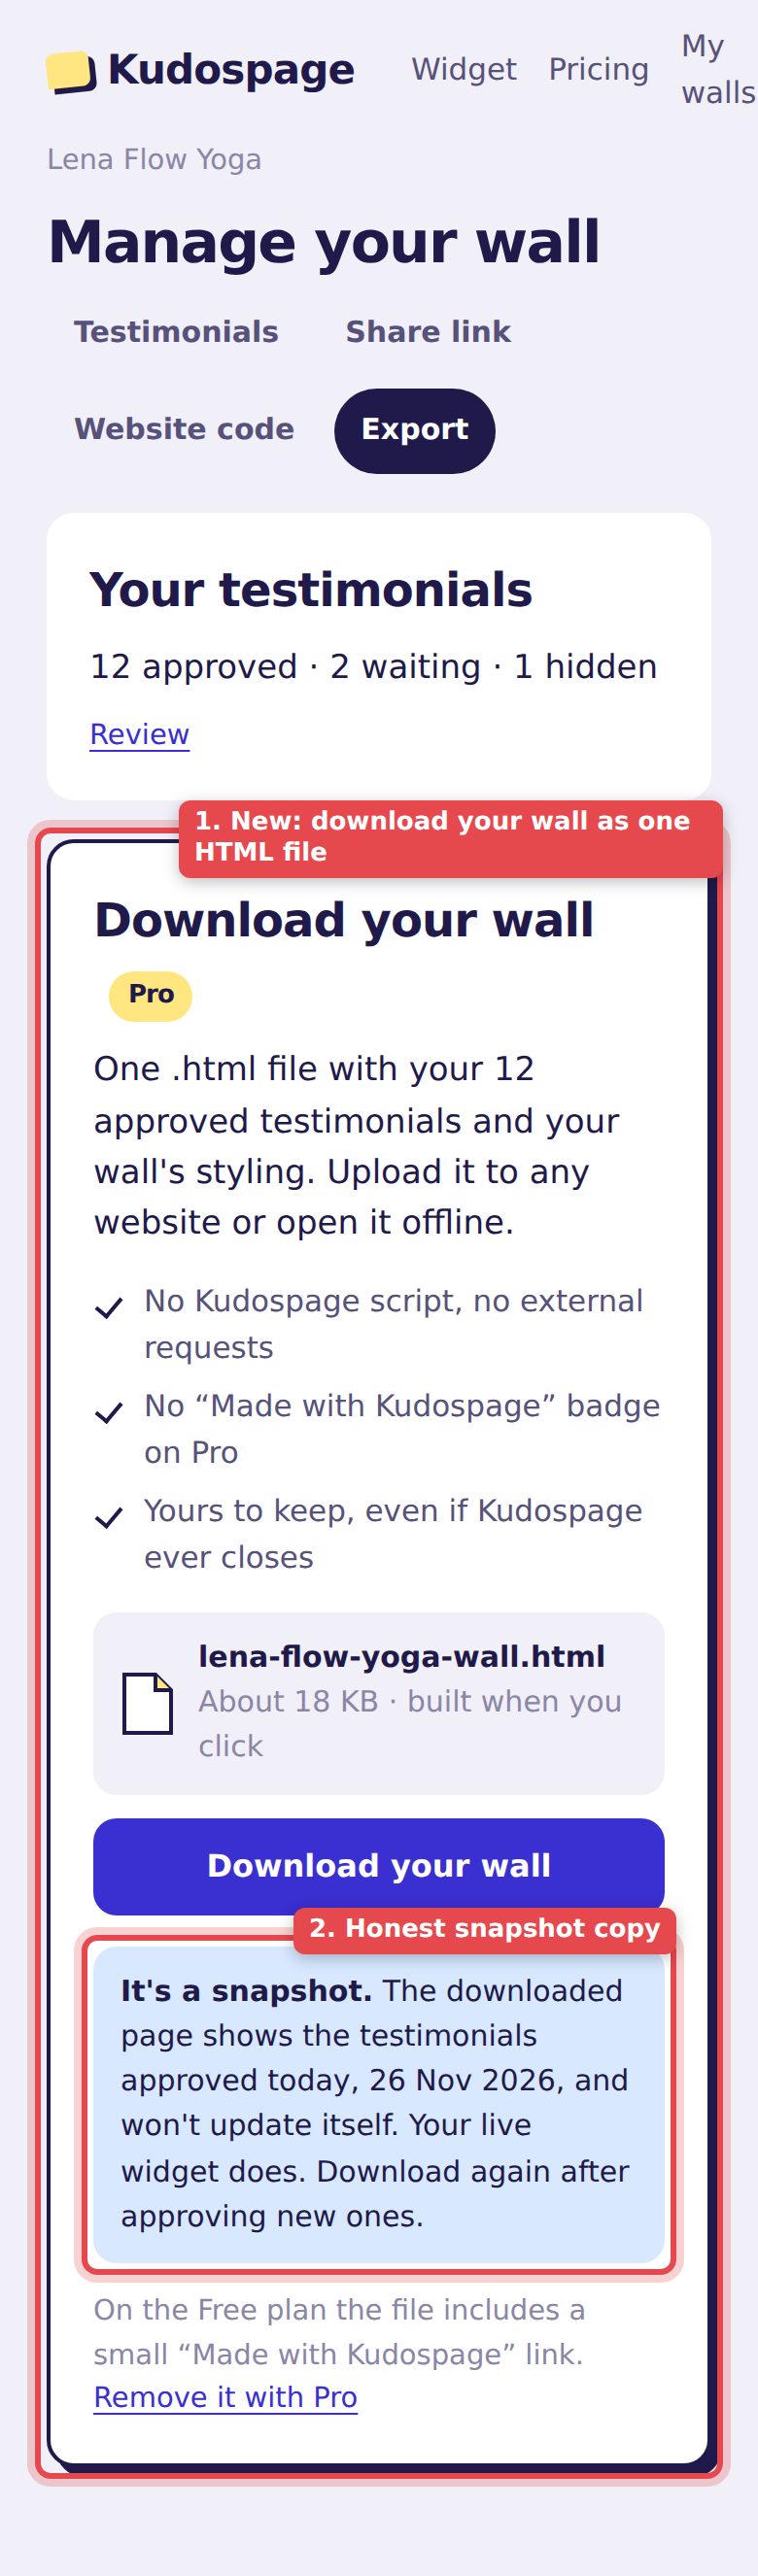 Kudospage
Widget
Pricing
My
walls
Lena Flow Yoga
Manage your wall
Testimonials
Share link
Website code
Export
Your testimonials
12 approved · 2 waiting · 1 hidden
Review
1. New: download your wall as one
HTML file
Download your wall
Pro
One .html file with your 12
approved testimonials and your
wall's styling. Upload it to any
website or open it offline.
No Kudospage script, no external
requests
No “Made with Kudospage” badge
on Pro
Yours to keep, even if Kudospage
ever closes
lena-flow-yoga-wall.html
About 18 KB · built when you
click
Download your wall
2. Honest snapshot copy
It's a snapshot. The downloaded
page shows the testimonials
approved today, 26 Nov 2026, and
won't update itself. Your live
widget does. Download again after
approving new ones.
On the Free plan the file includes a
small “Made with Kudospage” link.
Remove it with Pro